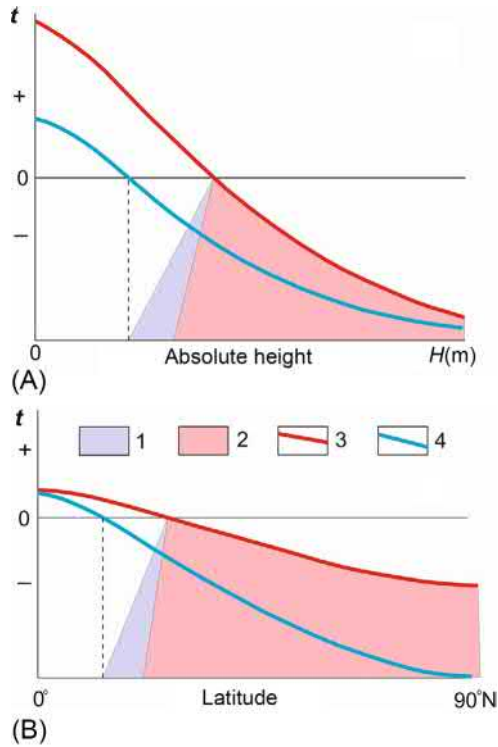 t
+
0
–
0 Absolute height H(m)
(A)
t
+ 1 2 3 4
0
–
0° Latitude 90°N
(B)